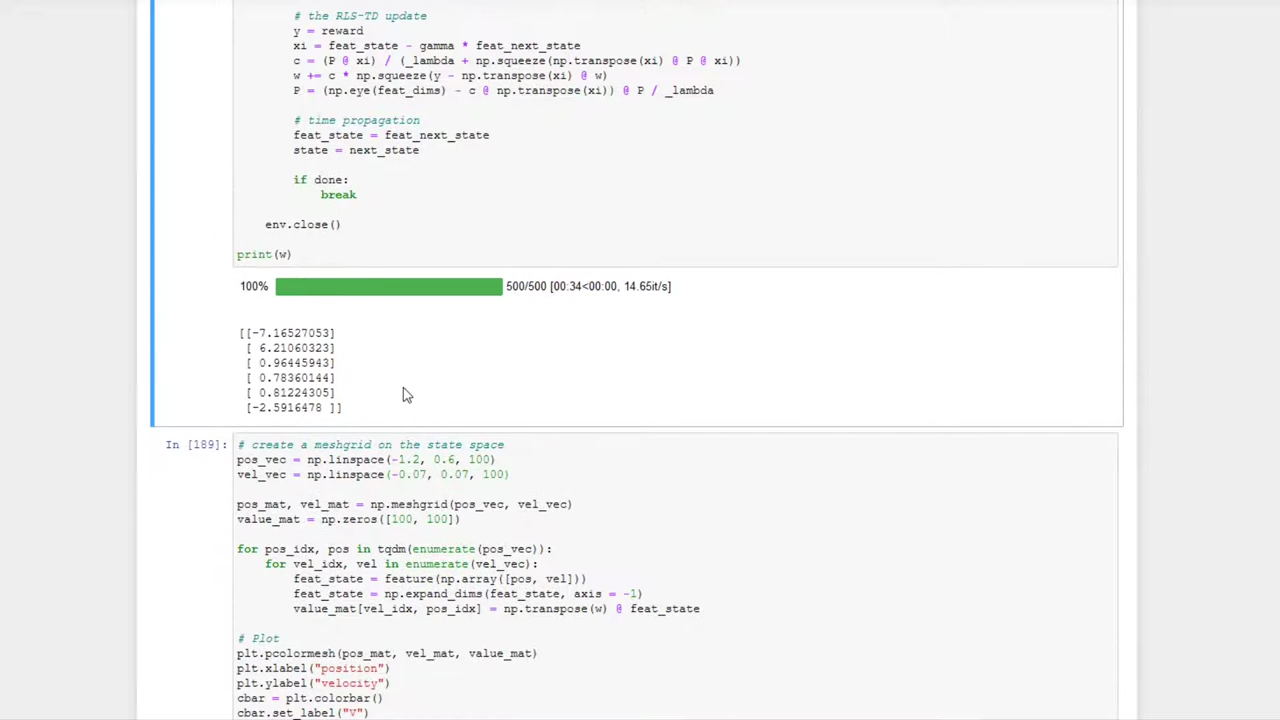 # the RLS-TD update
y = reward
xi = feat_state - gamma * feat_next_state
c = (P @ xi) / (_lambda + np.squeeze(np.transpose(xi) @ P @ xi))
w += c * np.squeeze(y - np.transpose(xi) @ w)
P = (np.eye(feat_dims) - c @ np.transpose(xi)) @ P / _lambda
# time propagation
feat_state = feat_next_state
state = next_state
if done:
break
env.close()
print(w)
100% 500/500 [00:34<00:00, 14.65it/s]
[[-7.16527053]
[ 6.21060323]
[ 0.96445943]
[ 0.78360144]
[ 0.81224305]
[-2.5916478 ]]
In [189]: # create a meshgrid on the state space
pos_vec = np.linspace(-1.2, 0.6, 100)
vel_vec = np.linspace(-0.07, 0.07, 100)
pos_mat, vel_mat = np.meshgrid(pos_vec, vel_vec)
value_mat = np.zeros([100, 100])
for pos_idx, pos in tqdm(enumerate(pos_vec)):
for vel_idx, vel in enumerate(vel_vec):
feat_state = feature(np.array([pos, vel]))
feat_state = np.expand_dims(feat_state, axis = -1)
value_mat[vel_idx, pos_idx] = np.transpose(w) @ feat_state
# Plot
plt.pcolormesh(pos_mat, vel_mat, value_mat)
plt.xlabel("position")
plt.ylabel("velocity")
cbar = plt.colorbar()
cbar.set_label("V")